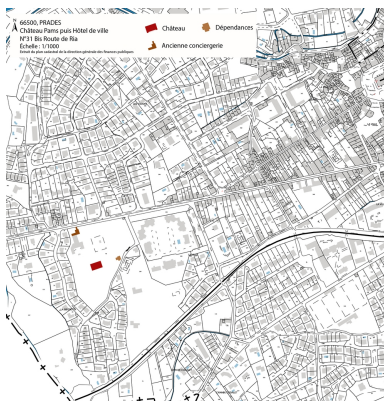 66500, PRADES
Château Pams puis Hôtel de ville
N°31 Bis Route de Ria
Échelle : 1/1000
Extrait du plan cadastral de la direction générale des finances publiques
Château
Dépendances
Ancienne conciergerie